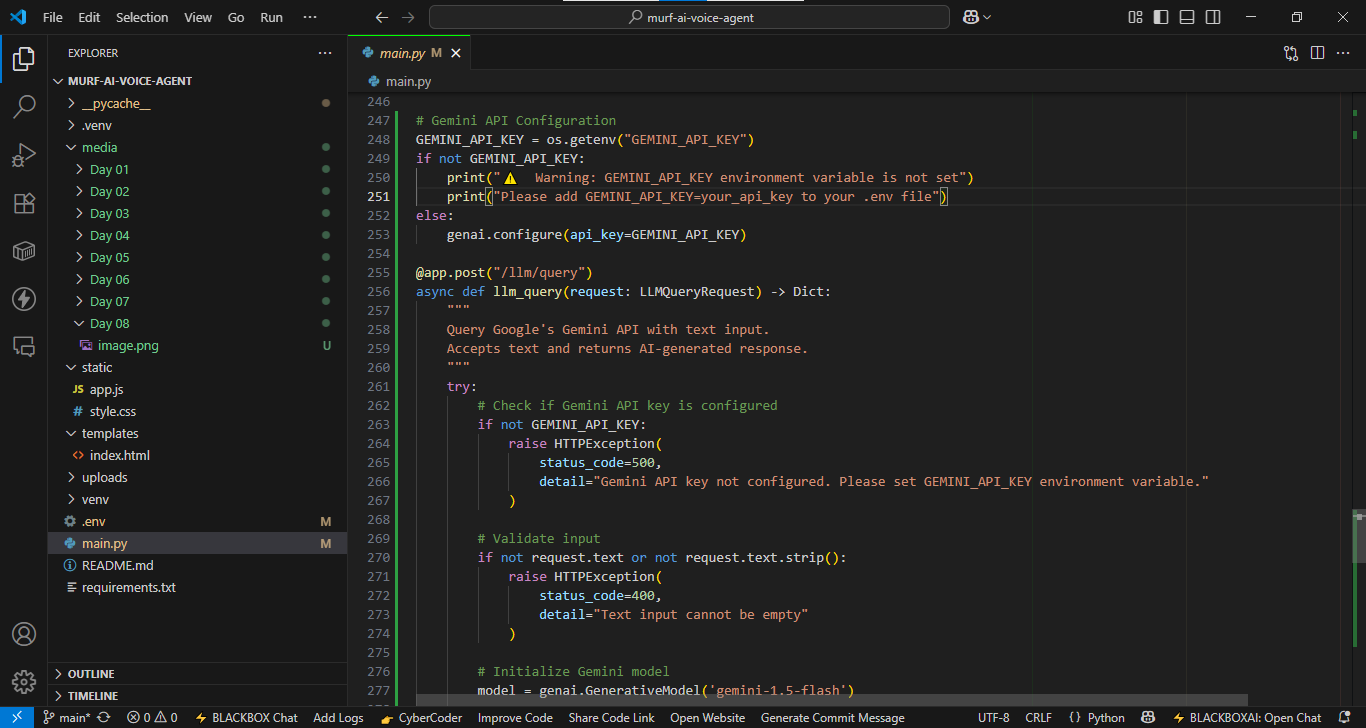 File Edit Selection View Go Run ··· murf-ai-voice-agent
EXPLORER ···
MURF-AI-VOICE-AGENT
__pycache__
.venv
media
Day 01
Day 02
Day 03
Day 04
Day 05
Day 06
Day 07
Day 08
image.png U
static
JS app.js
# style.css
templates
<> index.html
uploads
venv
.env M
main.py M
README.md
requirements.txt
OUTLINE
TIMELINE
main.py M
main.py
246
247 # Gemini API Configuration
248 GEMINI_API_KEY = os.getenv("GEMINI_API_KEY")
249 if not GEMINI_API_KEY:
250     print("⚠️  Warning: GEMINI_API_KEY environment variable is not set")
251     print("Please add GEMINI_API_KEY=your_api_key to your .env file")
252 else:
253     genai.configure(api_key=GEMINI_API_KEY)
254
255 @app.post("/llm/query")
256 async def llm_query(request: LLMQueryRequest) -> Dict:
257     """
258     Query Google's Gemini API with text input.
259     Accepts text and returns AI-generated response.
260     """
261     try:
262         # Check if Gemini API key is configured
263         if not GEMINI_API_KEY:
264             raise HTTPException(
265                 status_code=500,
266                 detail="Gemini API key not configured. Please set GEMINI_API_KEY environment variable."
267             )
268
269         # Validate input
270         if not request.text or not request.text.strip():
271             raise HTTPException(
272                 status_code=400,
273                 detail="Text input cannot be empty"
274             )
275
276         # Initialize Gemini model
277         model = genai.GenerativeModel('gemini-1.5-flash')
main* 0 0 BLACKBOX Chat Add Logs CyberCoder Improve Code Share Code Link Open Website Generate Commit Message UTF-8 CRLF {} Python BLACKBOXAI: Open Chat